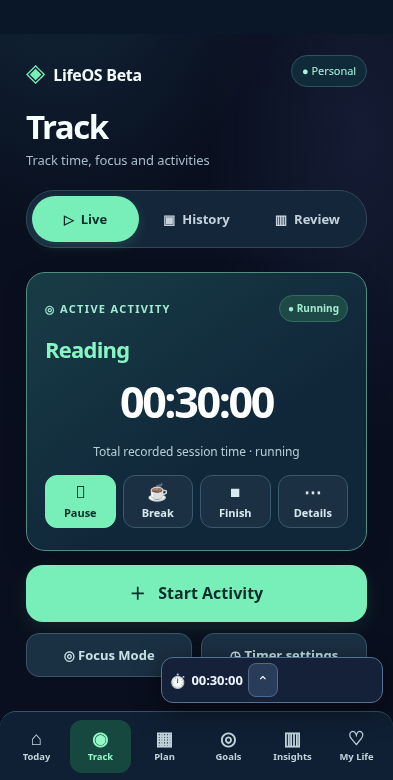 LifeOS Beta
● Personal
Track
Track time, focus and activities
Live
History
Review
ACTIVE ACTIVITY
● Running
Reading
00:30:00
Total recorded session time · running
Pause
Break
Finish
Details
+ Start Activity
Focus Mode
Timer settings
00:30:00
Today
Track
Plan
Goals
Insights
My Life